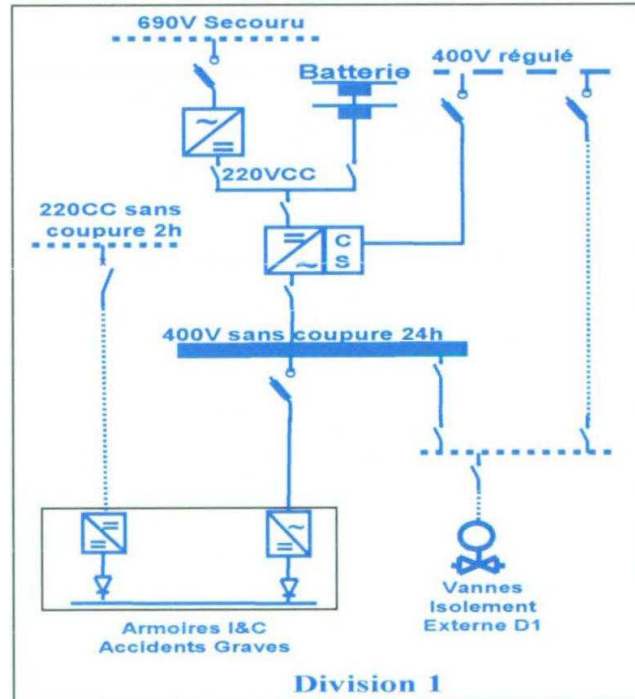 690V Secouru
400V régulé
Batterie
220VCC
220CC sans
coupure 2h
C
S
400V sans coupure 24h
Vannes
Isolement
Externe D1
Armoires I&C
Accidents Graves
Division 1